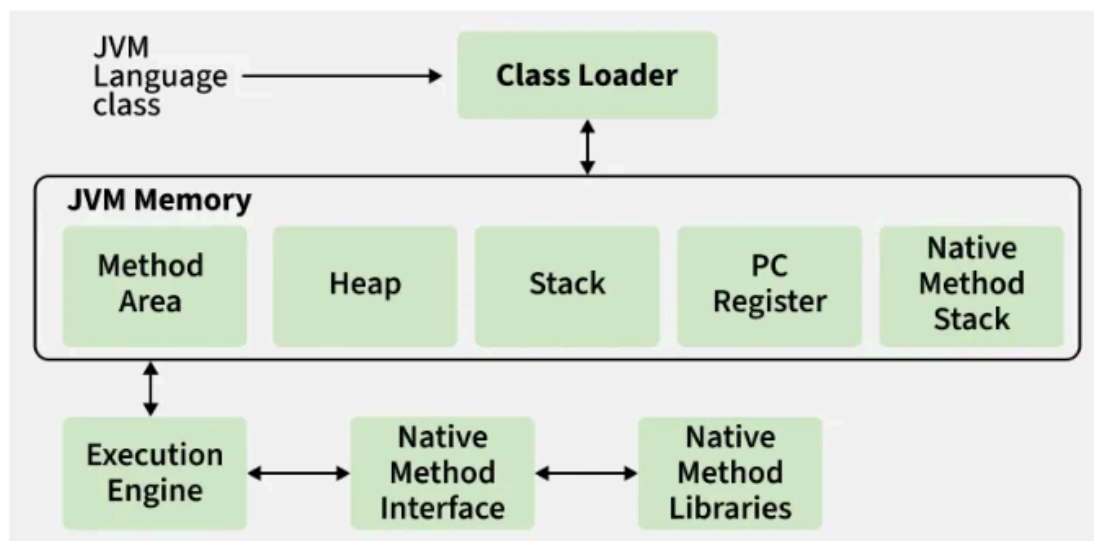 JVM
Language
class
Class Loader
JVM Memory
Method
Area
Heap
Stack
PC
Register
Native
Method
Stack
Execution
Engine
Native
Method
Interface
Native
Method
Libraries